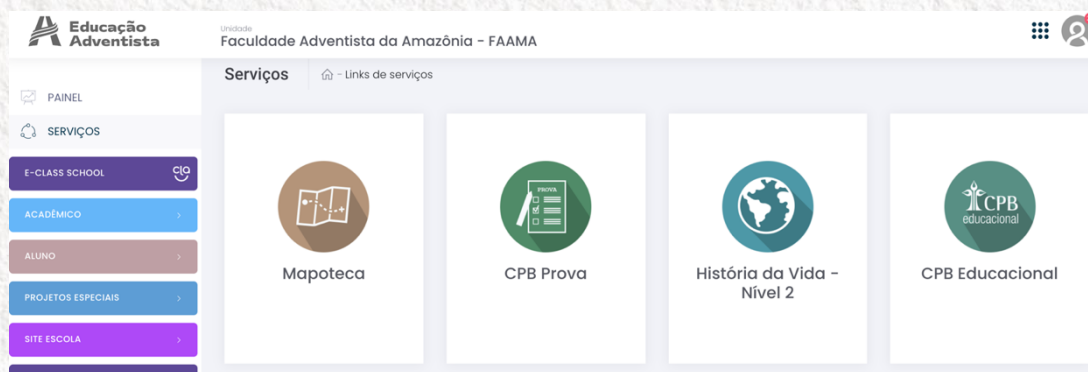 Educação
Adventista
Unidade
Faculdade Adventista da Amazônia - FAAMA
Serviços
- Links de serviços
PAINEL
SERVIÇOS
E-CLASS SCHOOL
ACADÊMICO
ALUNO
PROJETOS ESPECIAIS
SITE ESCOLA
Mapoteca
PROVA
CPB Prova
História da Vida -
Nível 2
CPB
educacional
CPB Educacional